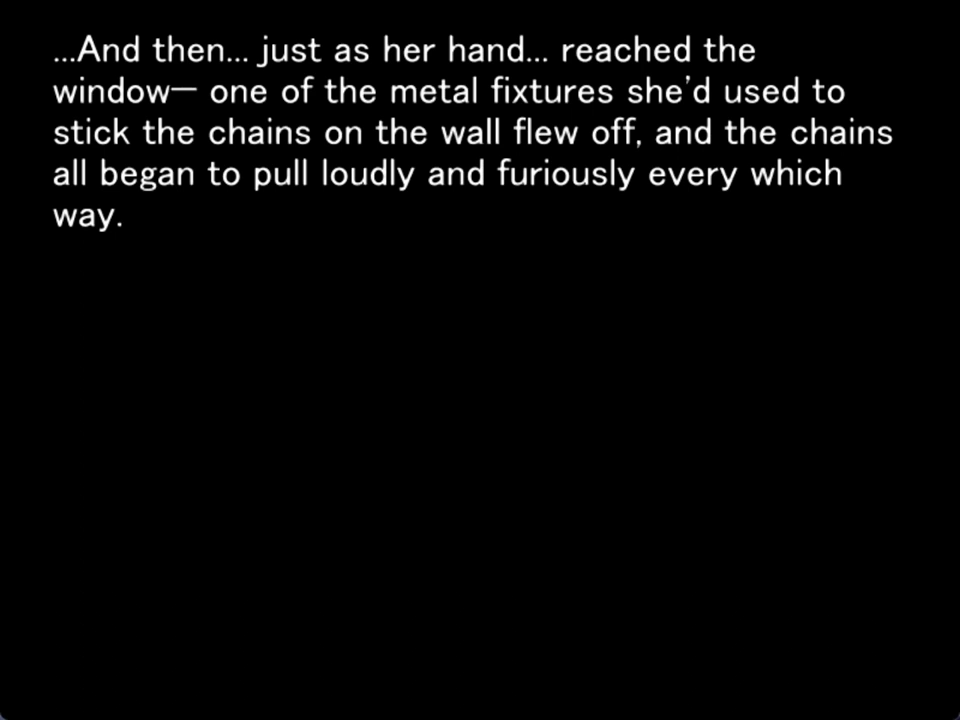 ...And then... just as her hand... reached the
window— one of the metal fixtures she'd used to
stick the chains on the wall flew off, and the chains
all began to pull loudly and furiously every which
way.